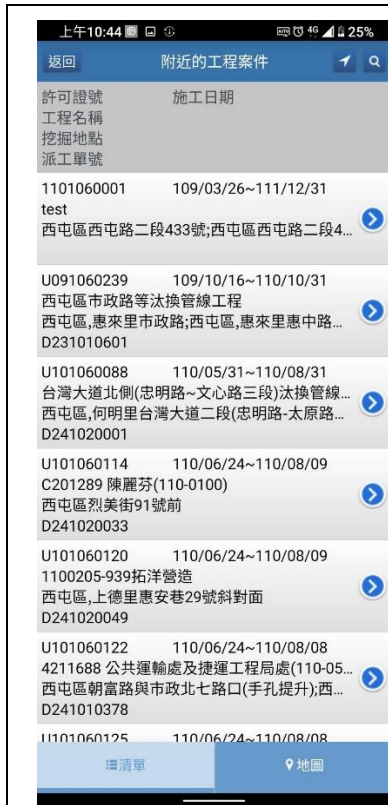 上午10:44 4G 25%
返回 附近的工程案件
許可證號 施工日期
工程名稱
挖掘地點
派工單號
1101060001 109/03/26~111/12/31
test
西屯區西屯路二段433號;西屯區西屯路二段4...
U091060239 109/10/16~110/10/31
西屯區市政路等汰換管線工程
西屯區,惠來里市政路;西屯區,惠來里惠中路...
D231010601
U101060088 110/05/31~110/08/31
台灣大道北側(忠明路~文心路三段)汰換管線...
西屯區,何明里台灣大道二段(忠明路-太原路...
D241020001
U101060114 110/06/24~110/08/09
C201289 陳麗芬(110-0100)
西屯區烈美街91號前
D241020033
U101060120 110/06/24~110/08/09
1100205-939拓洋營造
西屯區,上德里惠安巷29號斜對面
D241020049
U101060122 110/06/24~110/08/08
4211688 公共運輸處及捷運工程局處(110-05...
西屯區朝富路與市政北七路口(手孔提升);西...
D241010378
U101060125 110/06/24~110/08/08
清單 地圖